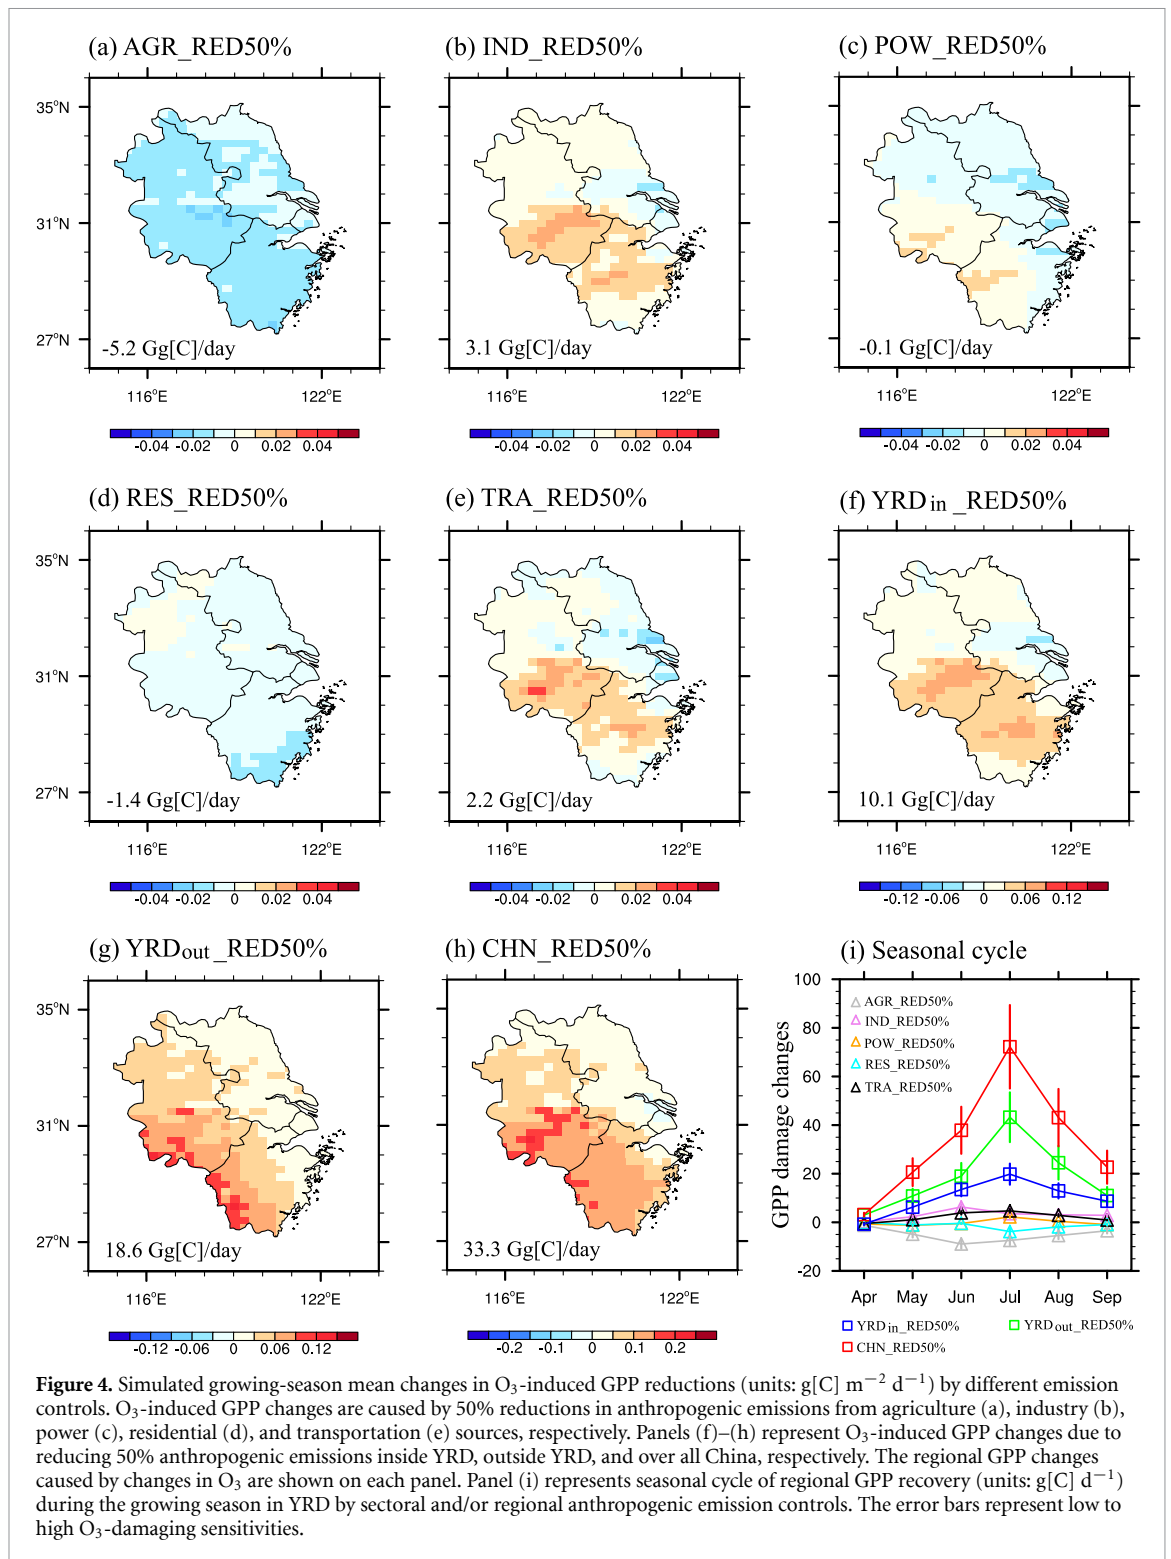 (a) AGR_RED50%
(b) IND_RED50%
(c) POW_RED50%
35°N
31°N
27°N
-5.2 Gg[C]/day
3.1 Gg[C]/day
-0.1 Gg[C]/day
116°E 122°E
116°E 122°E
116°E 122°E
-0.04 -0.02 0 0.02 0.04
-0.04 -0.02 0 0.02 0.04
-0.04 -0.02 0 0.02 0.04
(d) RES_RED50%
(e) TRA_RED50%
(f) YRDin _RED50%
35°N
31°N
27°N
-1.4 Gg[C]/day
2.2 Gg[C]/day
10.1 Gg[C]/day
116°E 122°E
116°E 122°E
116°E 122°E
-0.04 -0.02 0 0.02 0.04
-0.04 -0.02 0 0.02 0.04
-0.12 -0.06 0 0.06 0.12
(g) YRDout _RED50%
(h) CHN_RED50%
(i) Seasonal cycle
35°N
31°N
27°N
18.6 Gg[C]/day
33.3 Gg[C]/day
116°E 122°E
116°E 122°E
-0.12 -0.06 0 0.06 0.12
-0.2 -0.1 0 0.1 0.2
GPP damage changes
100
80
60
40
20
0
-20
AGR_RED50%
IND_RED50%
POW_RED50%
RES_RED50%
TRA_RED50%
Apr May Jun Jul Aug Sep
YRDin_RED50%
YRDout_RED50%
CHN_RED50%
Figure 4. Simulated growing-season mean changes in O₃-induced GPP reductions (units: g[C] m⁻² d⁻¹) by different emission
controls. O₃-induced GPP changes are caused by 50% reductions in anthropogenic emissions from agriculture (a), industry (b),
power (c), residential (d), and transportation (e) sources, respectively. Panels (f)–(h) represent O₃-induced GPP changes due to
reducing 50% anthropogenic emissions inside YRD, outside YRD, and over all China, respectively. The regional GPP changes
caused by changes in O₃ are shown on each panel. Panel (i) represents seasonal cycle of regional GPP recovery (units: g[C] d⁻¹)
during the growing season in YRD by sectoral and/or regional anthropogenic emission controls. The error bars represent low to
high O₃-damaging sensitivities.